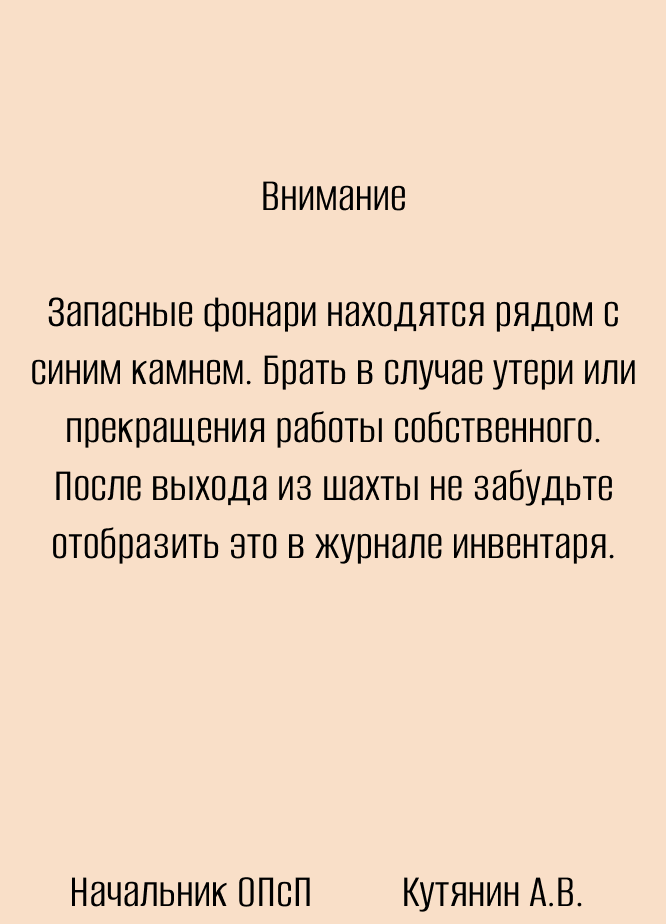 Внимание
Запасные фонари находятся рядом с
синим камнем. Брать в случае утери или
прекращения работы собственного.
После выхода из шахты не забудьте
отобразить это в журнале инвентаря.
Начальник ОПсП Кутянин А.В.